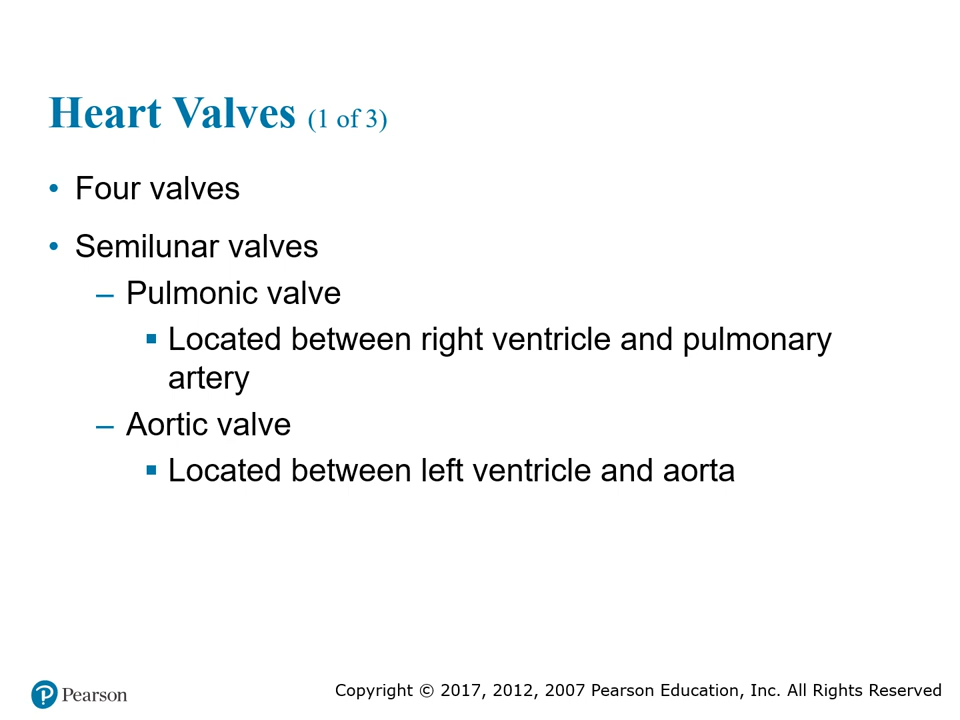 Heart Valves (1 of 3)
• Four valves
• Semilunar valves
– Pulmonic valve
▪ Located between right ventricle and pulmonary
artery
– Aortic valve
▪ Located between left ventricle and aorta
Pearson
Copyright © 2017, 2012, 2007 Pearson Education, Inc. All Rights Reserved